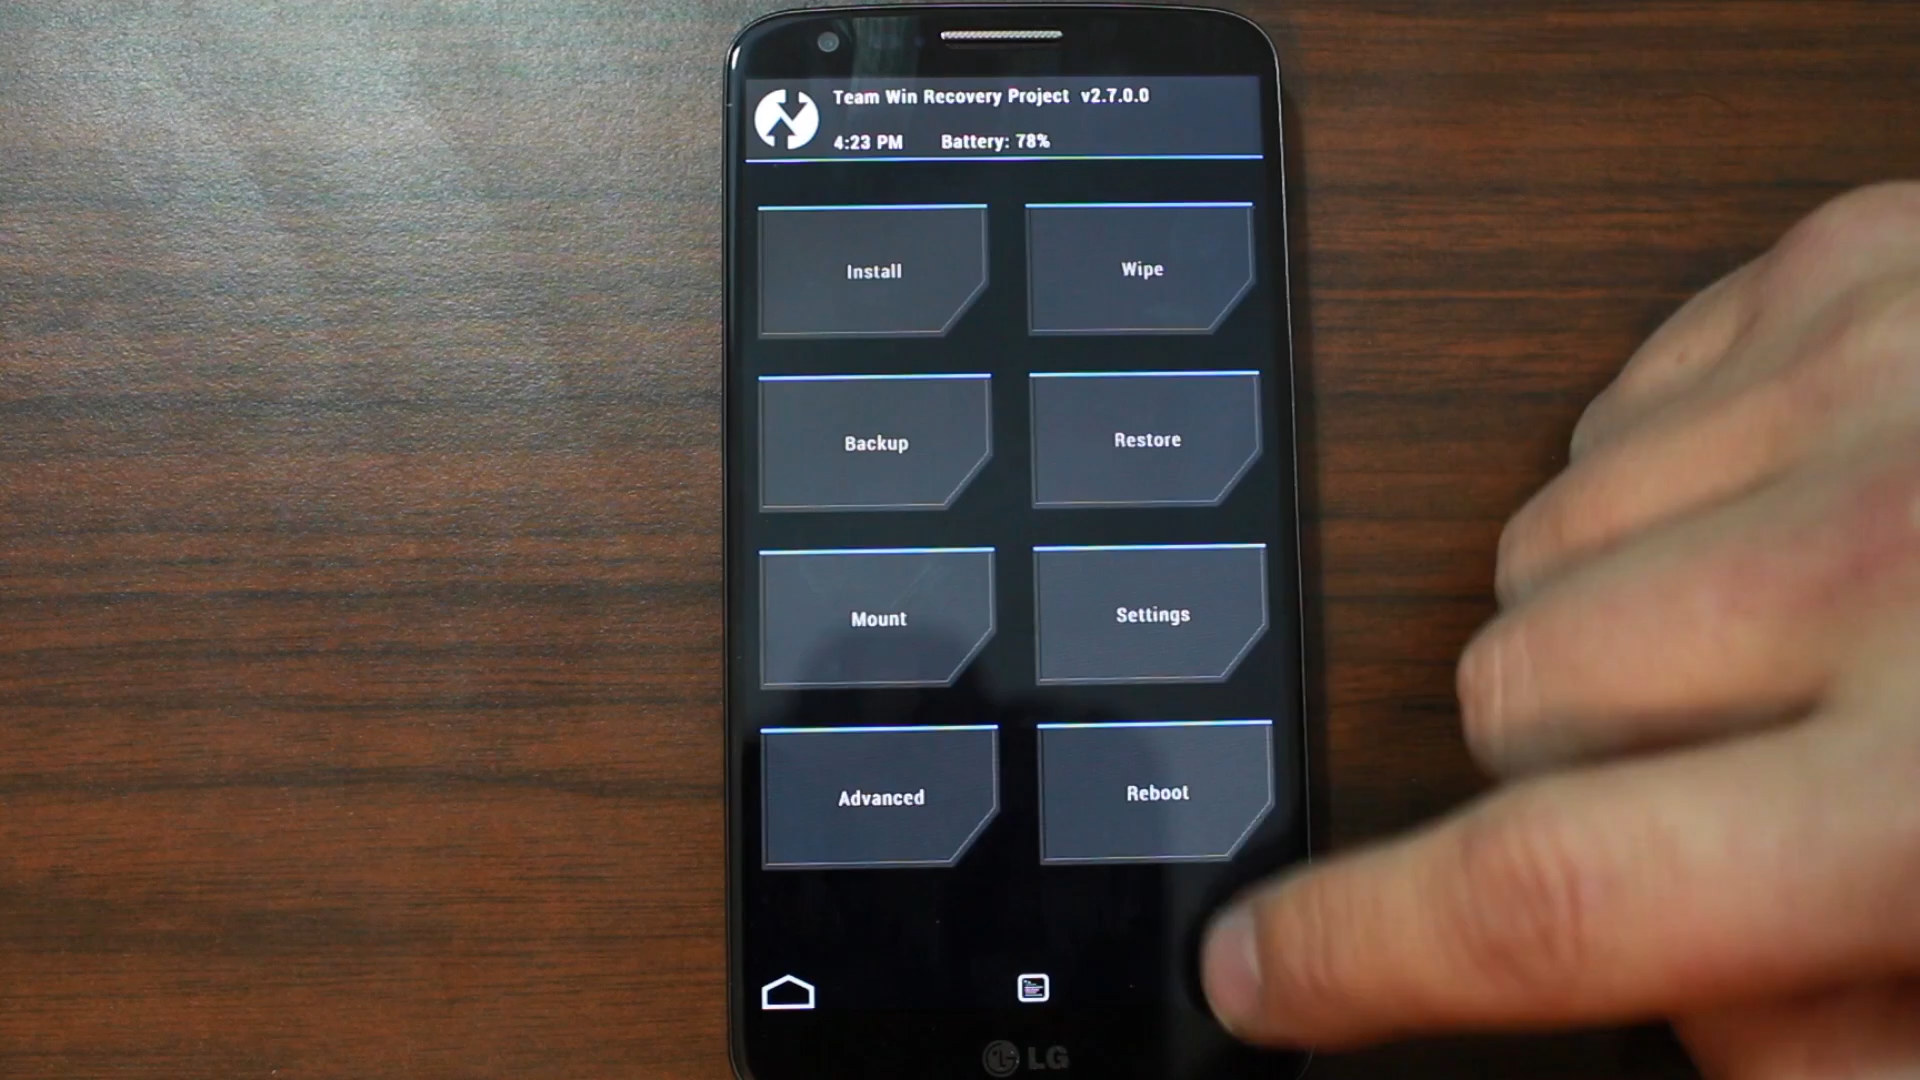 Team Win Recovery Project v2.7.0.0
4:23 PM Battery: 78%
Install
Wipe
Backup
Restore
Mount
Settings
Advanced
Reboot
LG